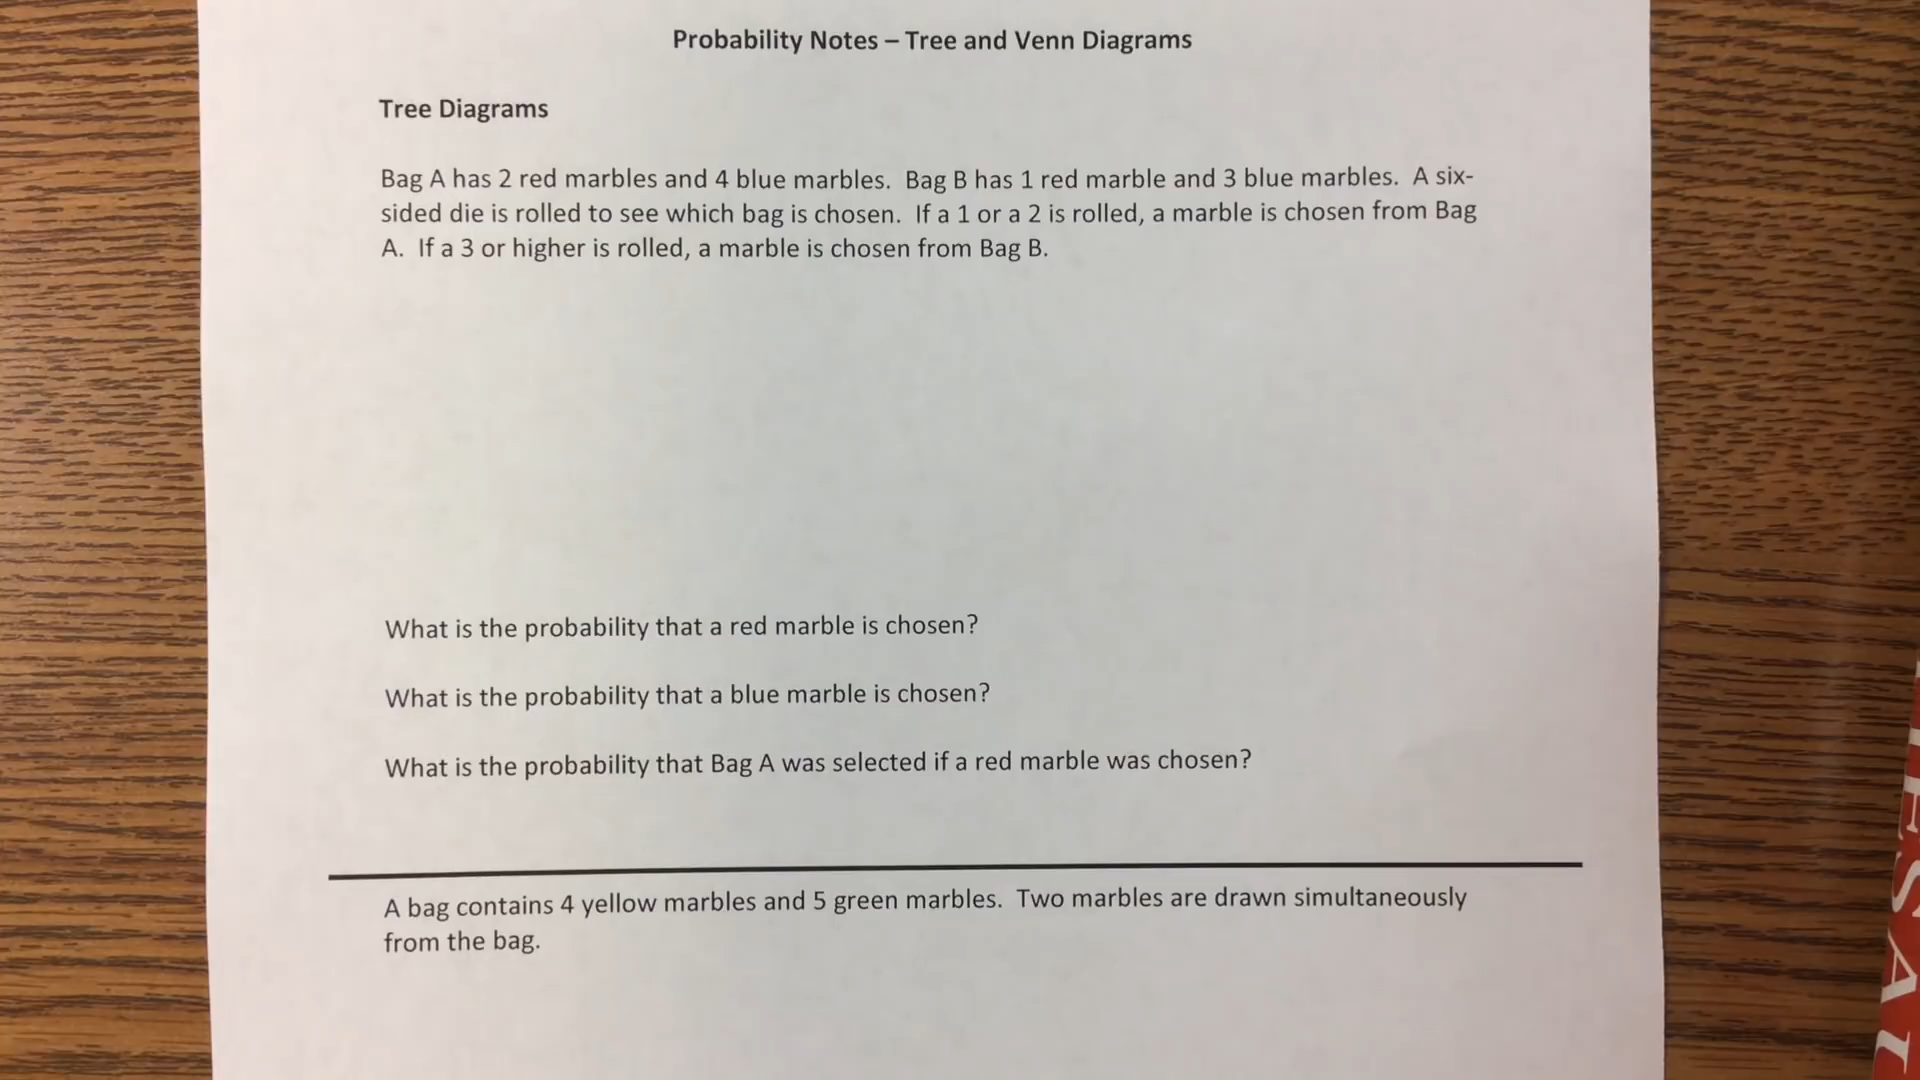 Probability Notes – Tree and Venn Diagrams
Tree Diagrams
Bag A has 2 red marbles and 4 blue marbles.  Bag B has 1 red marble and 3 blue marbles.  A six-
sided die is rolled to see which bag is chosen.  If a 1 or a 2 is rolled, a marble is chosen from Bag
A.  If a 3 or higher is rolled, a marble is chosen from Bag B.
What is the probability that a red marble is chosen?
What is the probability that a blue marble is chosen?
What is the probability that Bag A was selected if a red marble was chosen?
A bag contains 4 yellow marbles and 5 green marbles.  Two marbles are drawn simultaneously
from the bag.